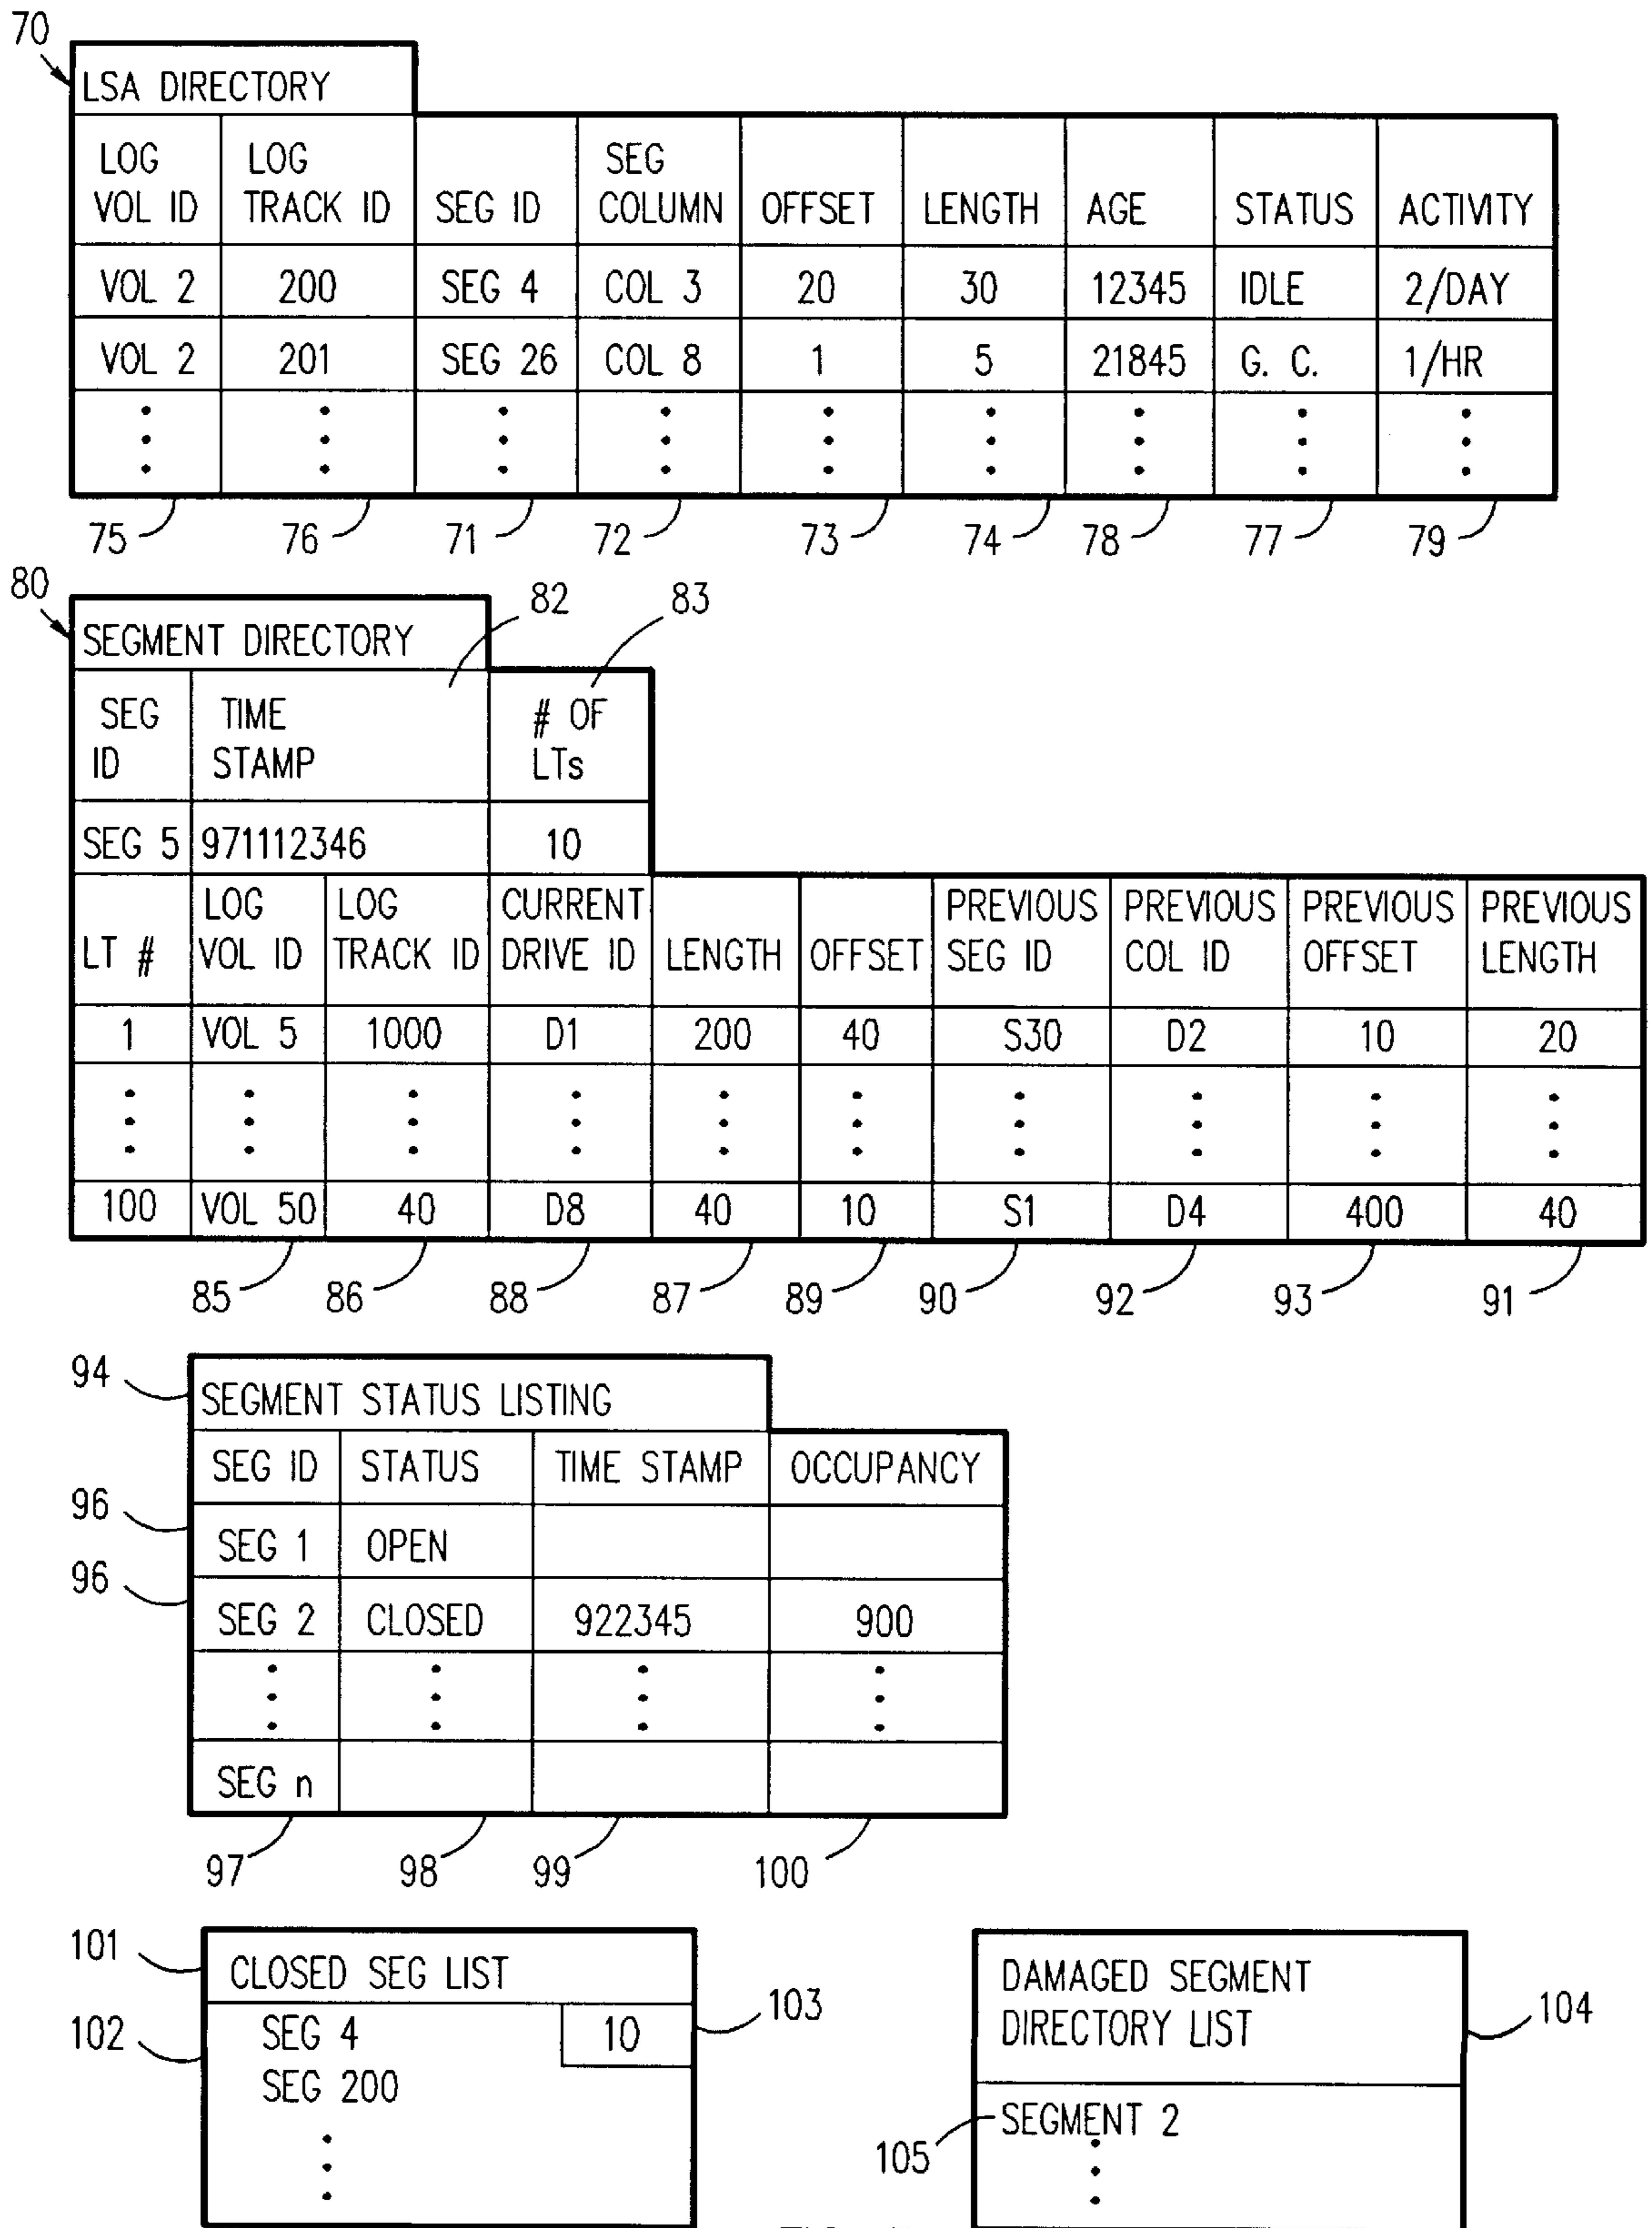 70
LSA DIRECTORY
LOG VOL ID LOG TRACK ID SEG ID SEG COLUMN OFFSET LENGTH AGE STATUS ACTIVITY
VOL 2 200 SEG 4 COL 3 20 30 12345 IDLE 2/DAY
VOL 2 201 SEG 26 COL 8 1 5 21845 G. C. 1/HR
75 76 71 72 73 74 78 77 79
80
82 83
SEGMENT DIRECTORY
SEG ID TIME STAMP # OF LTs
SEG 5 971112346 10
LT # LOG VOL ID LOG TRACK ID CURRENT DRIVE ID LENGTH OFFSET PREVIOUS SEG ID PREVIOUS COL ID PREVIOUS OFFSET PREVIOUS LENGTH
1 VOL 5 1000 D1 200 40 S30 D2 10 20
100 VOL 50 40 D8 40 10 S1 D4 400 40
85 86 88 87 89 90 92 93 91
94
SEGMENT STATUS LISTING
SEG ID STATUS TIME STAMP OCCUPANCY
96
SEG 1 OPEN
96
SEG 2 CLOSED 922345 900
SEG n
97 98 99 100
101
CLOSED SEG LIST
102
SEG 4 10
103
SEG 200
DAMAGED SEGMENT
DIRECTORY LIST
104
SEGMENT 2
105